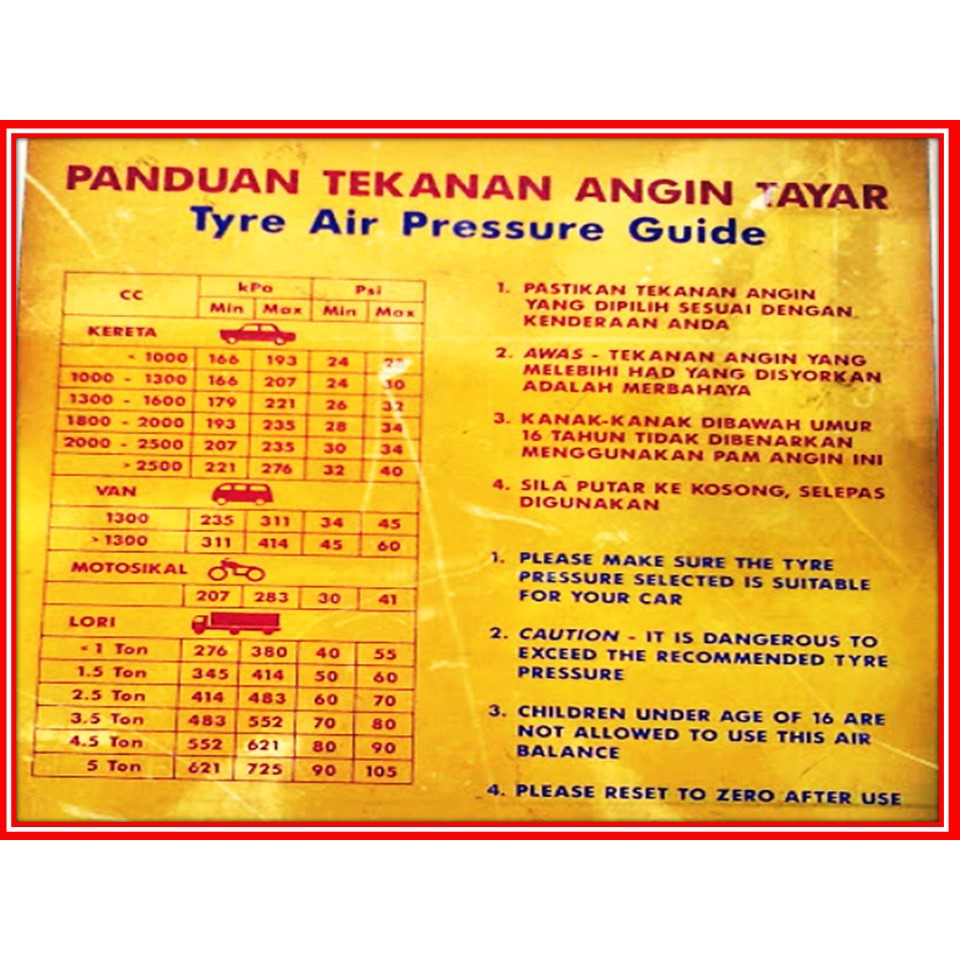 PANDUAN TEKANAN ANGIN TAYAR
Tyre Air Pressure Guide
CC kPa Psi
Min Max Min Max
KERETA
< 1000 166 193 24
1000 - 1300 166 207 24
1300 - 1600 179 221 26 32
1800 - 2000 193 235 28 34
2000 - 2500 207 235 30 34
> 2500 221 276 32 40
VAN
1300 235 311 34 45
> 1300 311 414 45 60
MOTOSIKAL
207 283 30 41
LORI
< 1 Ton 276 380 40 55
1.5 Ton 345 414 50 60
2.5 Ton 414 483 60 70
3.5 Ton 483 552 70 80
4.5 Ton 552 621 80 90
5 Ton 621 725 90 105
1. PASTIKAN TEKANAN ANGIN
YANG DIPILIH SESUAI DENGAN
KENDERAAN ANDA
2. AWAS - TEKANAN ANGIN YANG
MELEBIHI HAD YANG DISYORKAN
ADALAH MERBAHAYA
3. KANAK-KANAK DIBAWAH UMUR
16 TAHUN TIDAK DIBENARKAN
MENGGUNAKAN PAM ANGIN INI
4. SILA PUTAR KE KOSONG, SELEPAS
DIGUNAKAN
1. PLEASE MAKE SURE THE TYRE
PRESSURE SELECTED IS SUITABLE
FOR YOUR CAR
2. CAUTION - IT IS DANGEROUS TO
EXCEED THE RECOMMENDED TYRE
PRESSURE
3. CHILDREN UNDER AGE OF 16 ARE
NOT ALLOWED TO USE THIS AIR
BALANCE
4. PLEASE RESET TO ZERO AFTER USE